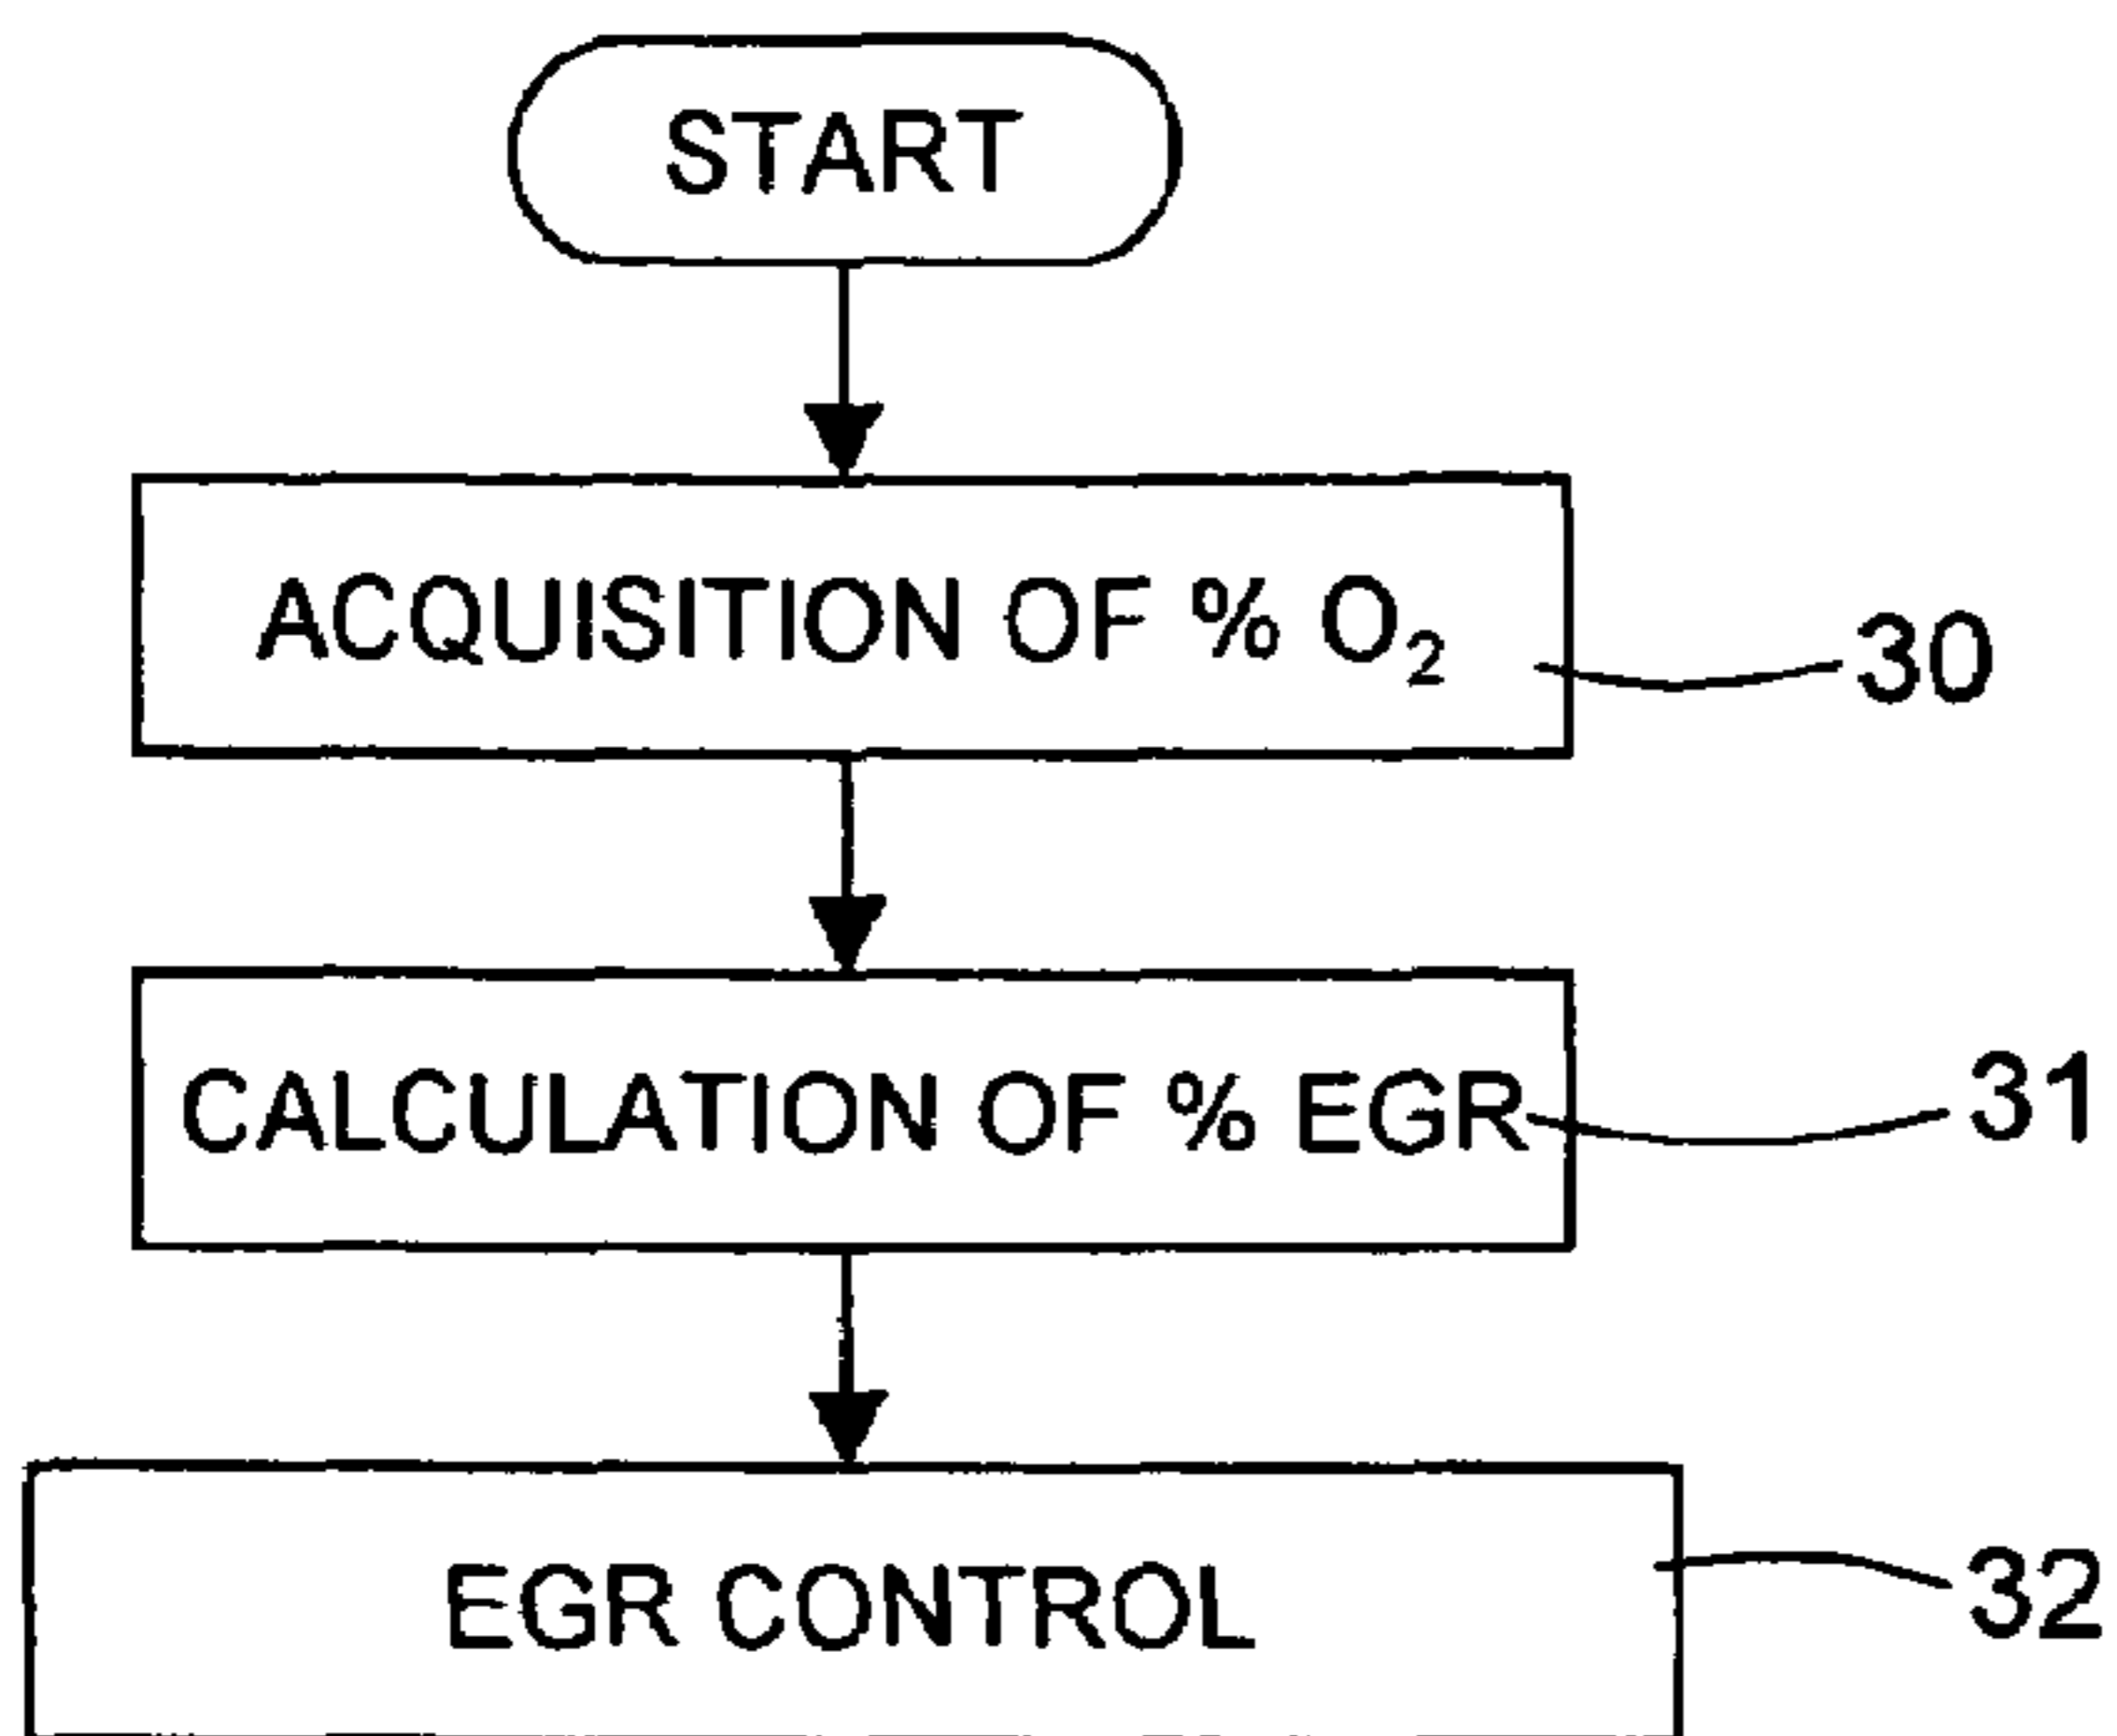 START
ACQUISITION OF % O₂
30
CALCULATION OF % EGR
31
EGR CONTROL
32